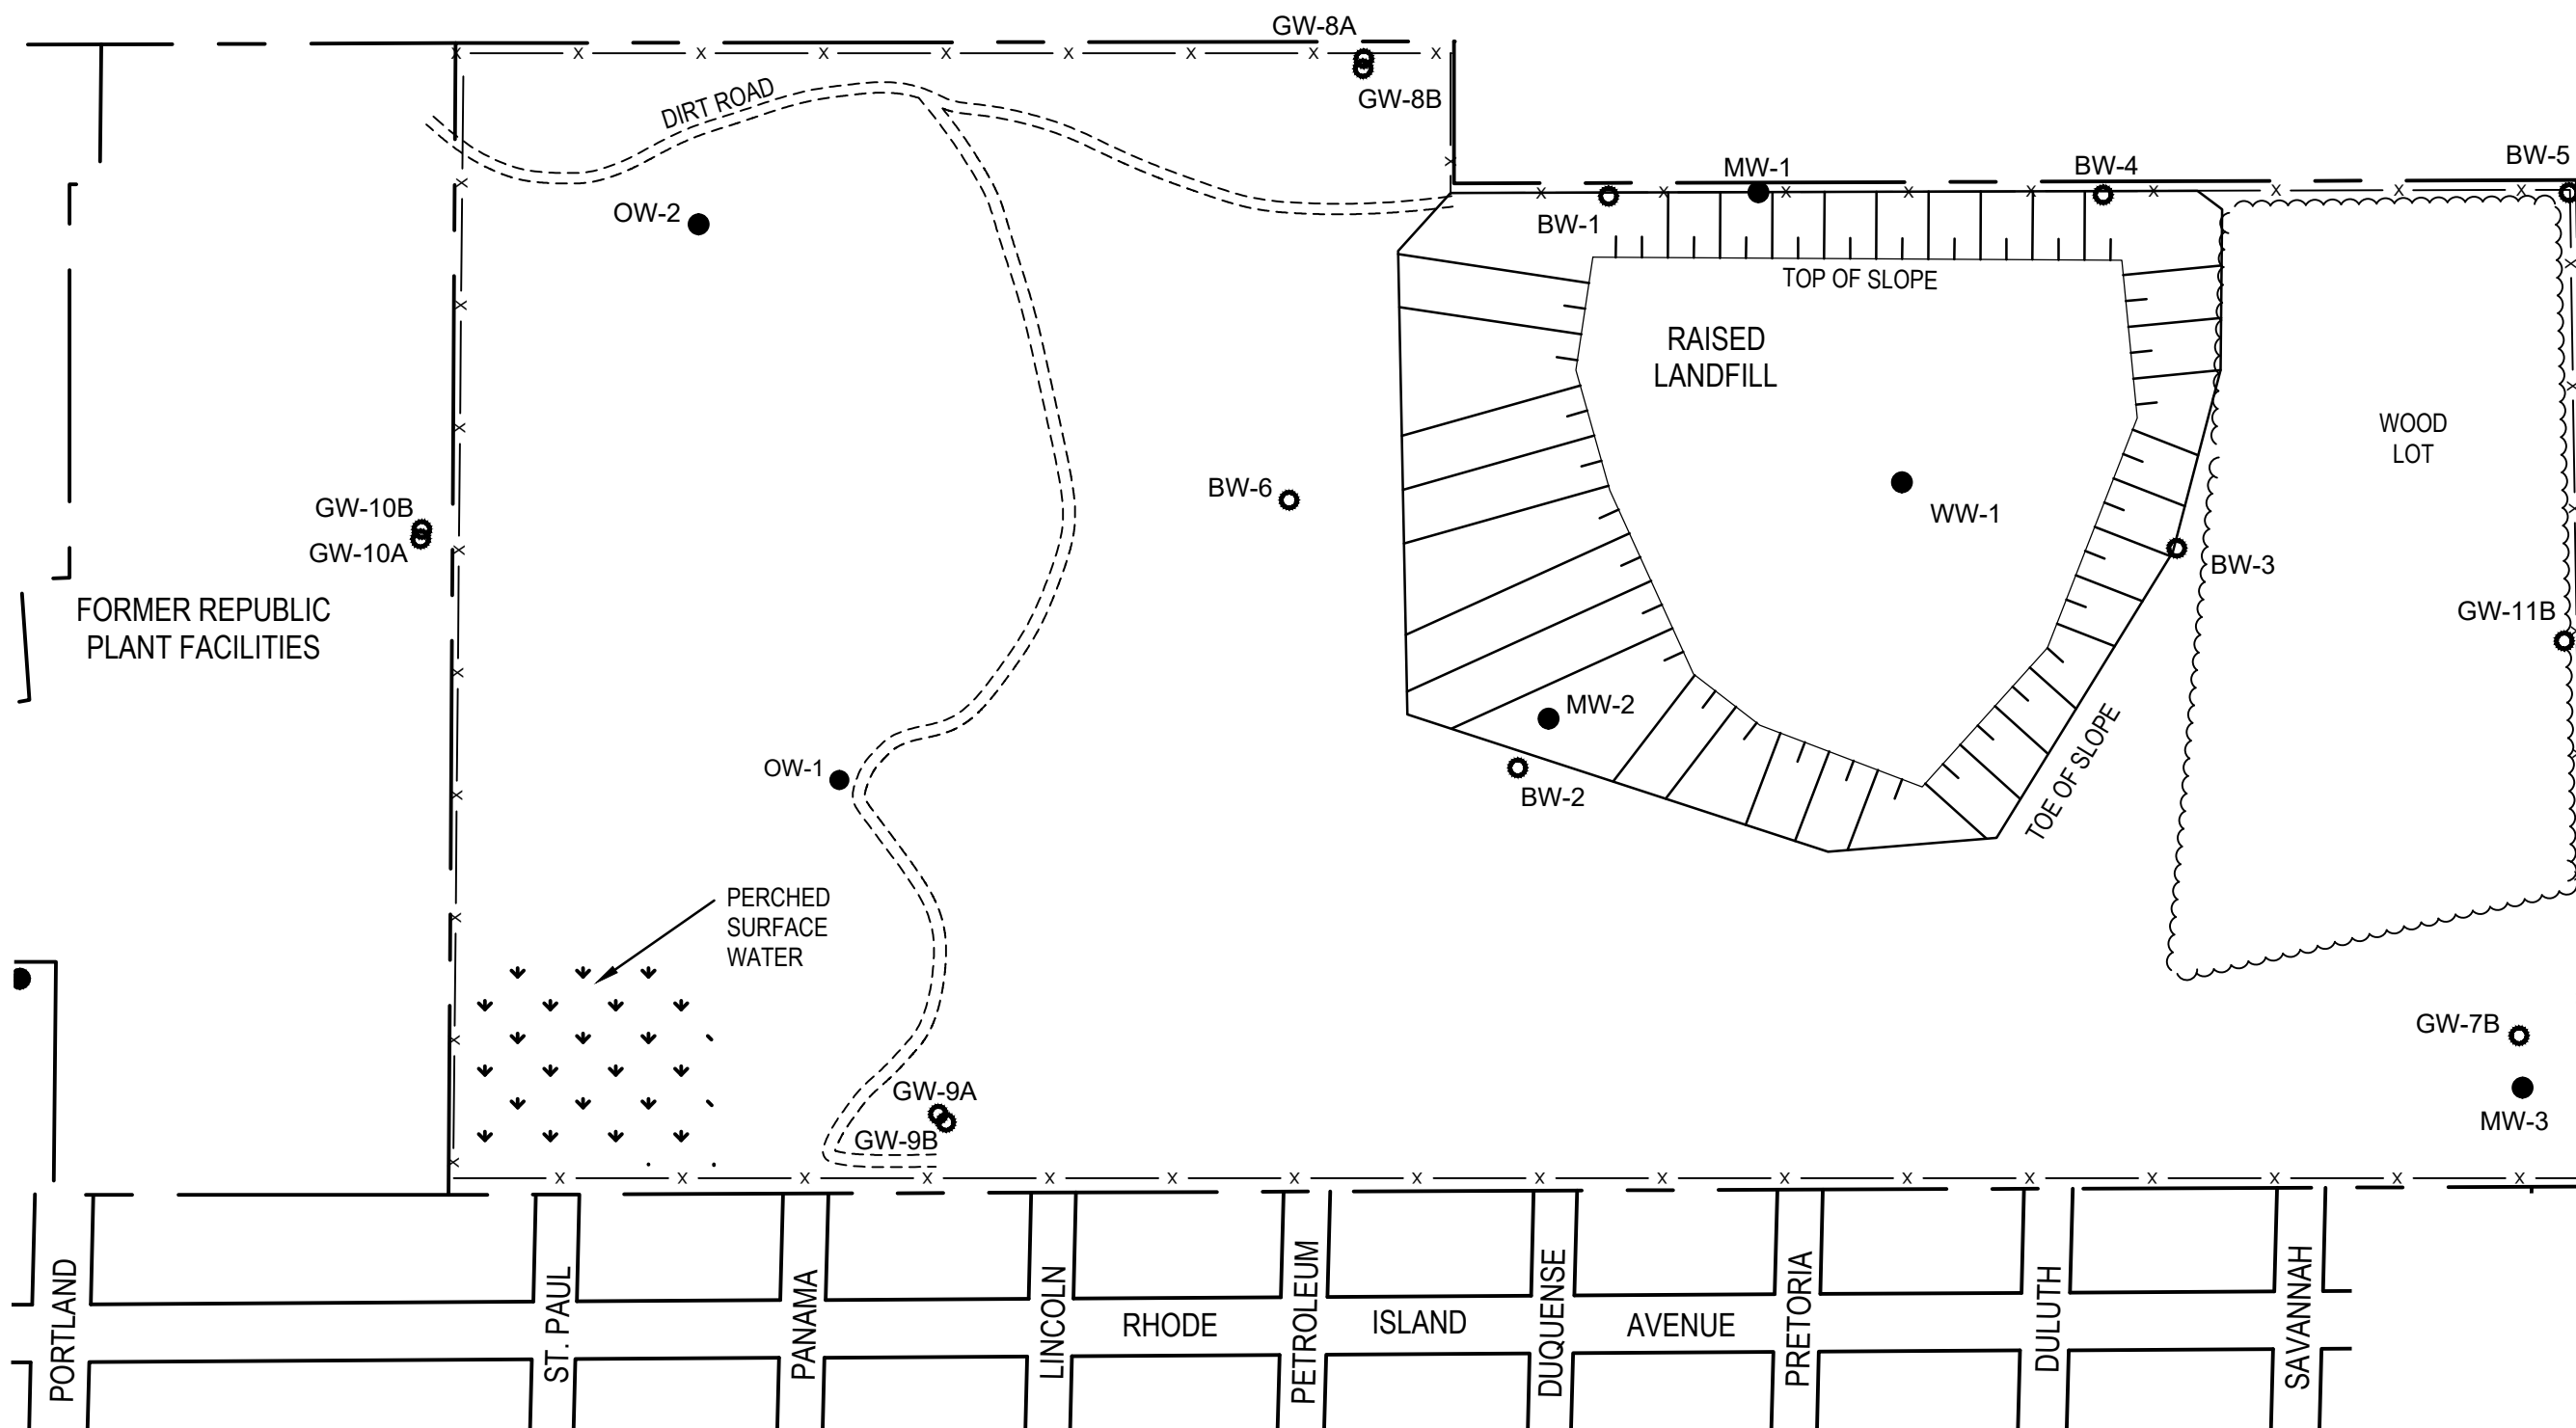 GW-8A
GW-8B
DIRT ROAD
MW-1
BW-4
BW-5
OW-2
BW-1
TOP OF SLOPE
RAISED
LANDFILL
WOOD
LOT
BW-6
WW-1
GW-10B
GW-10A
BW-3
FORMER REPUBLIC
PLANT FACILITIES
GW-11B
MW-2
OW-1
BW-2
TOE OF SLOPE
PERCHED
SURFACE
WATER
GW-7B
GW-9A
GW-9B
MW-3
PORTLAND
ST. PAUL
PANAMA
LINCOLN
RHODE
PETROLEUM
ISLAND
DUQUENSE
AVENUE
PRETORIA
DULUTH
SAVANNAH